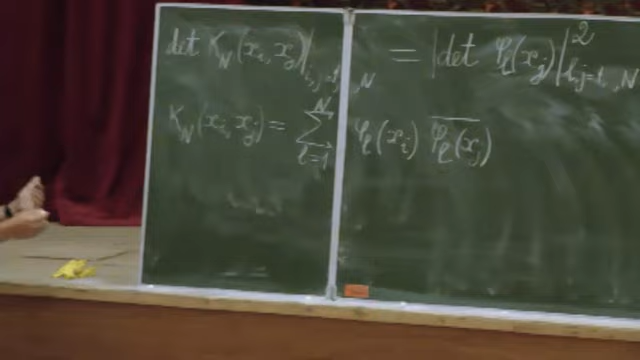 det K_N(x_i, x_j)|_{i,j=1,..,N} = |det φ_ℓ(x_j)|²_{ℓ,j=1,..,N}
K_N(x_i, x_j) = ∑_{ℓ=1}^{N} φ_ℓ(x_i) \overline{φ_ℓ(x_j)}